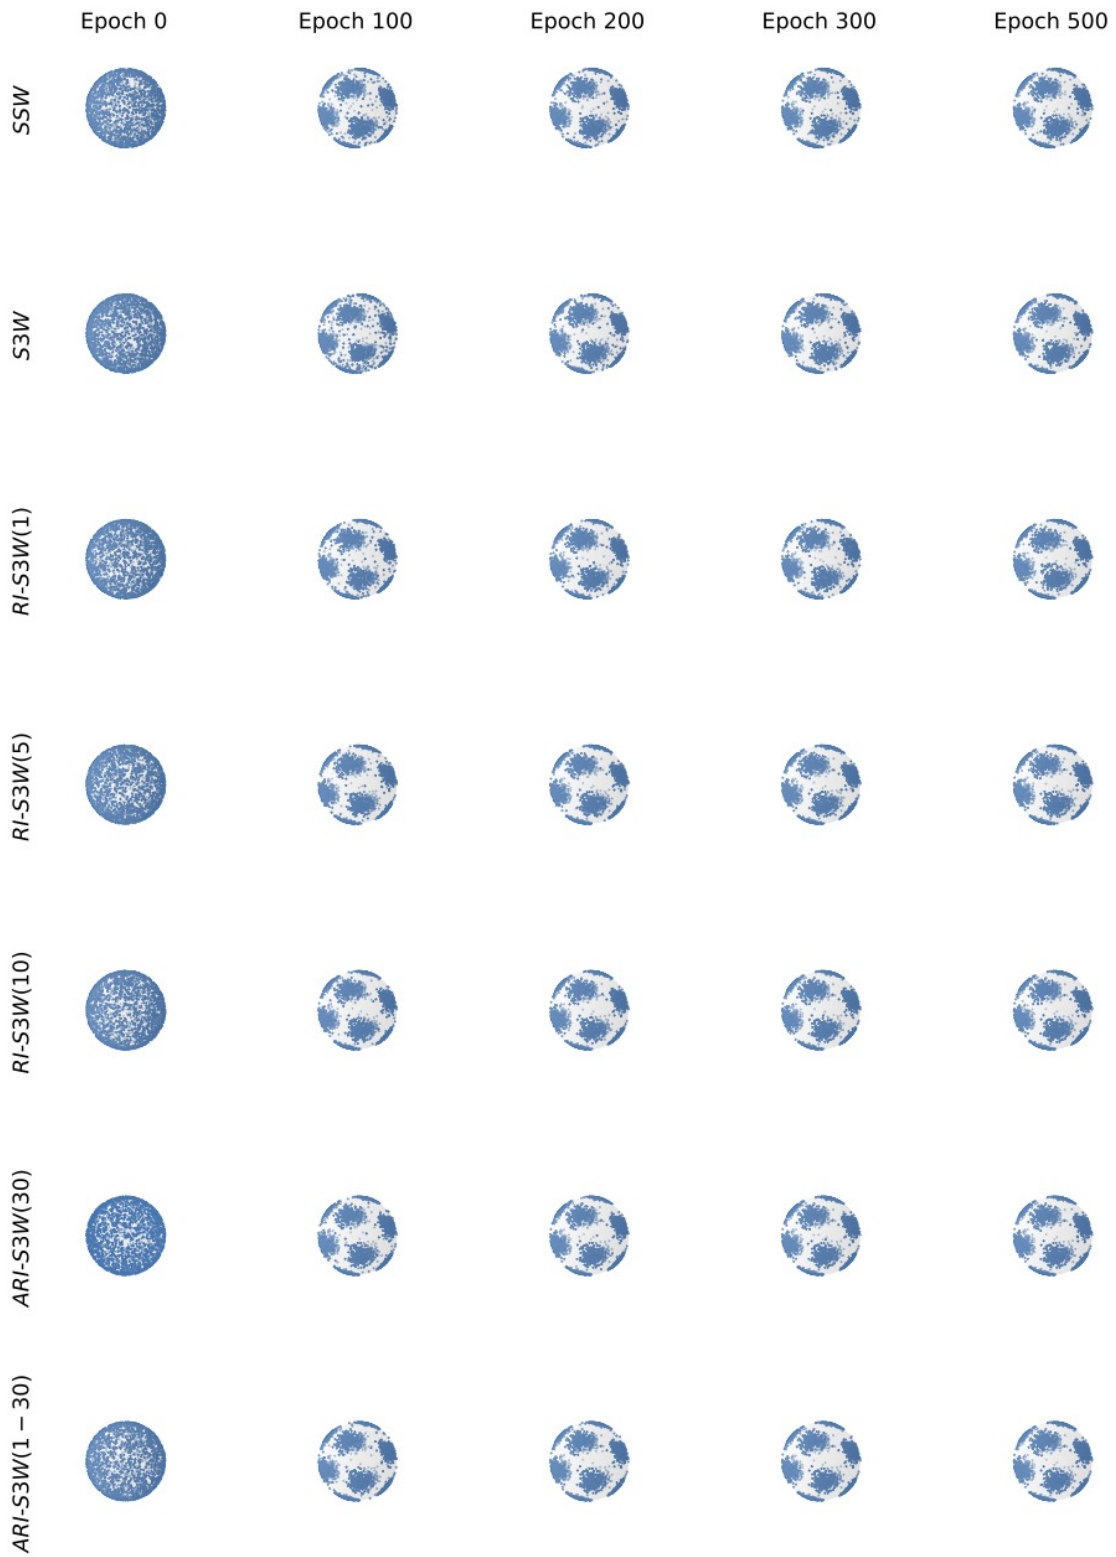 Epoch 0 Epoch 100 Epoch 200 Epoch 300 Epoch 500
SSW
S3W
RI-S3W(1)
RI-S3W(5)
RI-S3W(10)
ARI-S3W(30)
ARI-S3W(1 − 30)